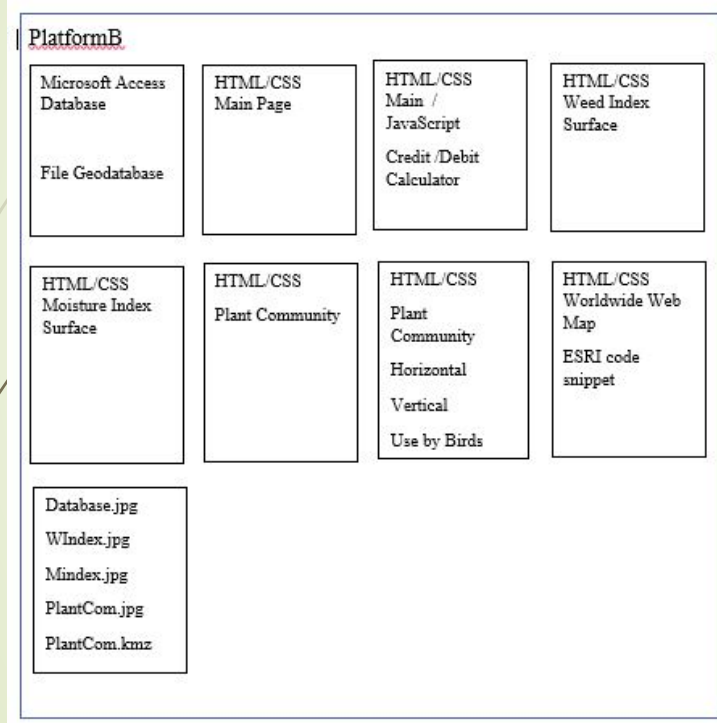 PlatformB
Microsoft Access
Database
File Geodatabase
HTML/CSS
Main Page
HTML/CSS
Main /
JavaScript
Credit /Debit
Calculator
HTML/CSS
Weed Index
Surface
HTML/CSS
Moisture Index
Surface
HTML/CSS
Plant Community
HTML/CSS
Plant
Community
Horizontal
Vertical
Use by Birds
HTML/CSS
Worldwide Web
Map
ESRI code
snippet
Database.jpg
WIndex.jpg
Mindex.jpg
PlantCom.jpg
PlantCom.kmz